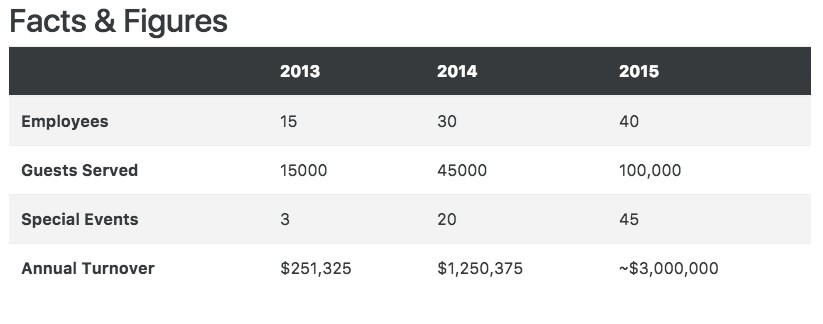 Facts & Figures
2013 2014 2015
Employees 15 30 40
Guests Served 15000 45000 100,000
Special Events 3 20 45
Annual Turnover $251,325 $1,250,375 ~$3,000,000